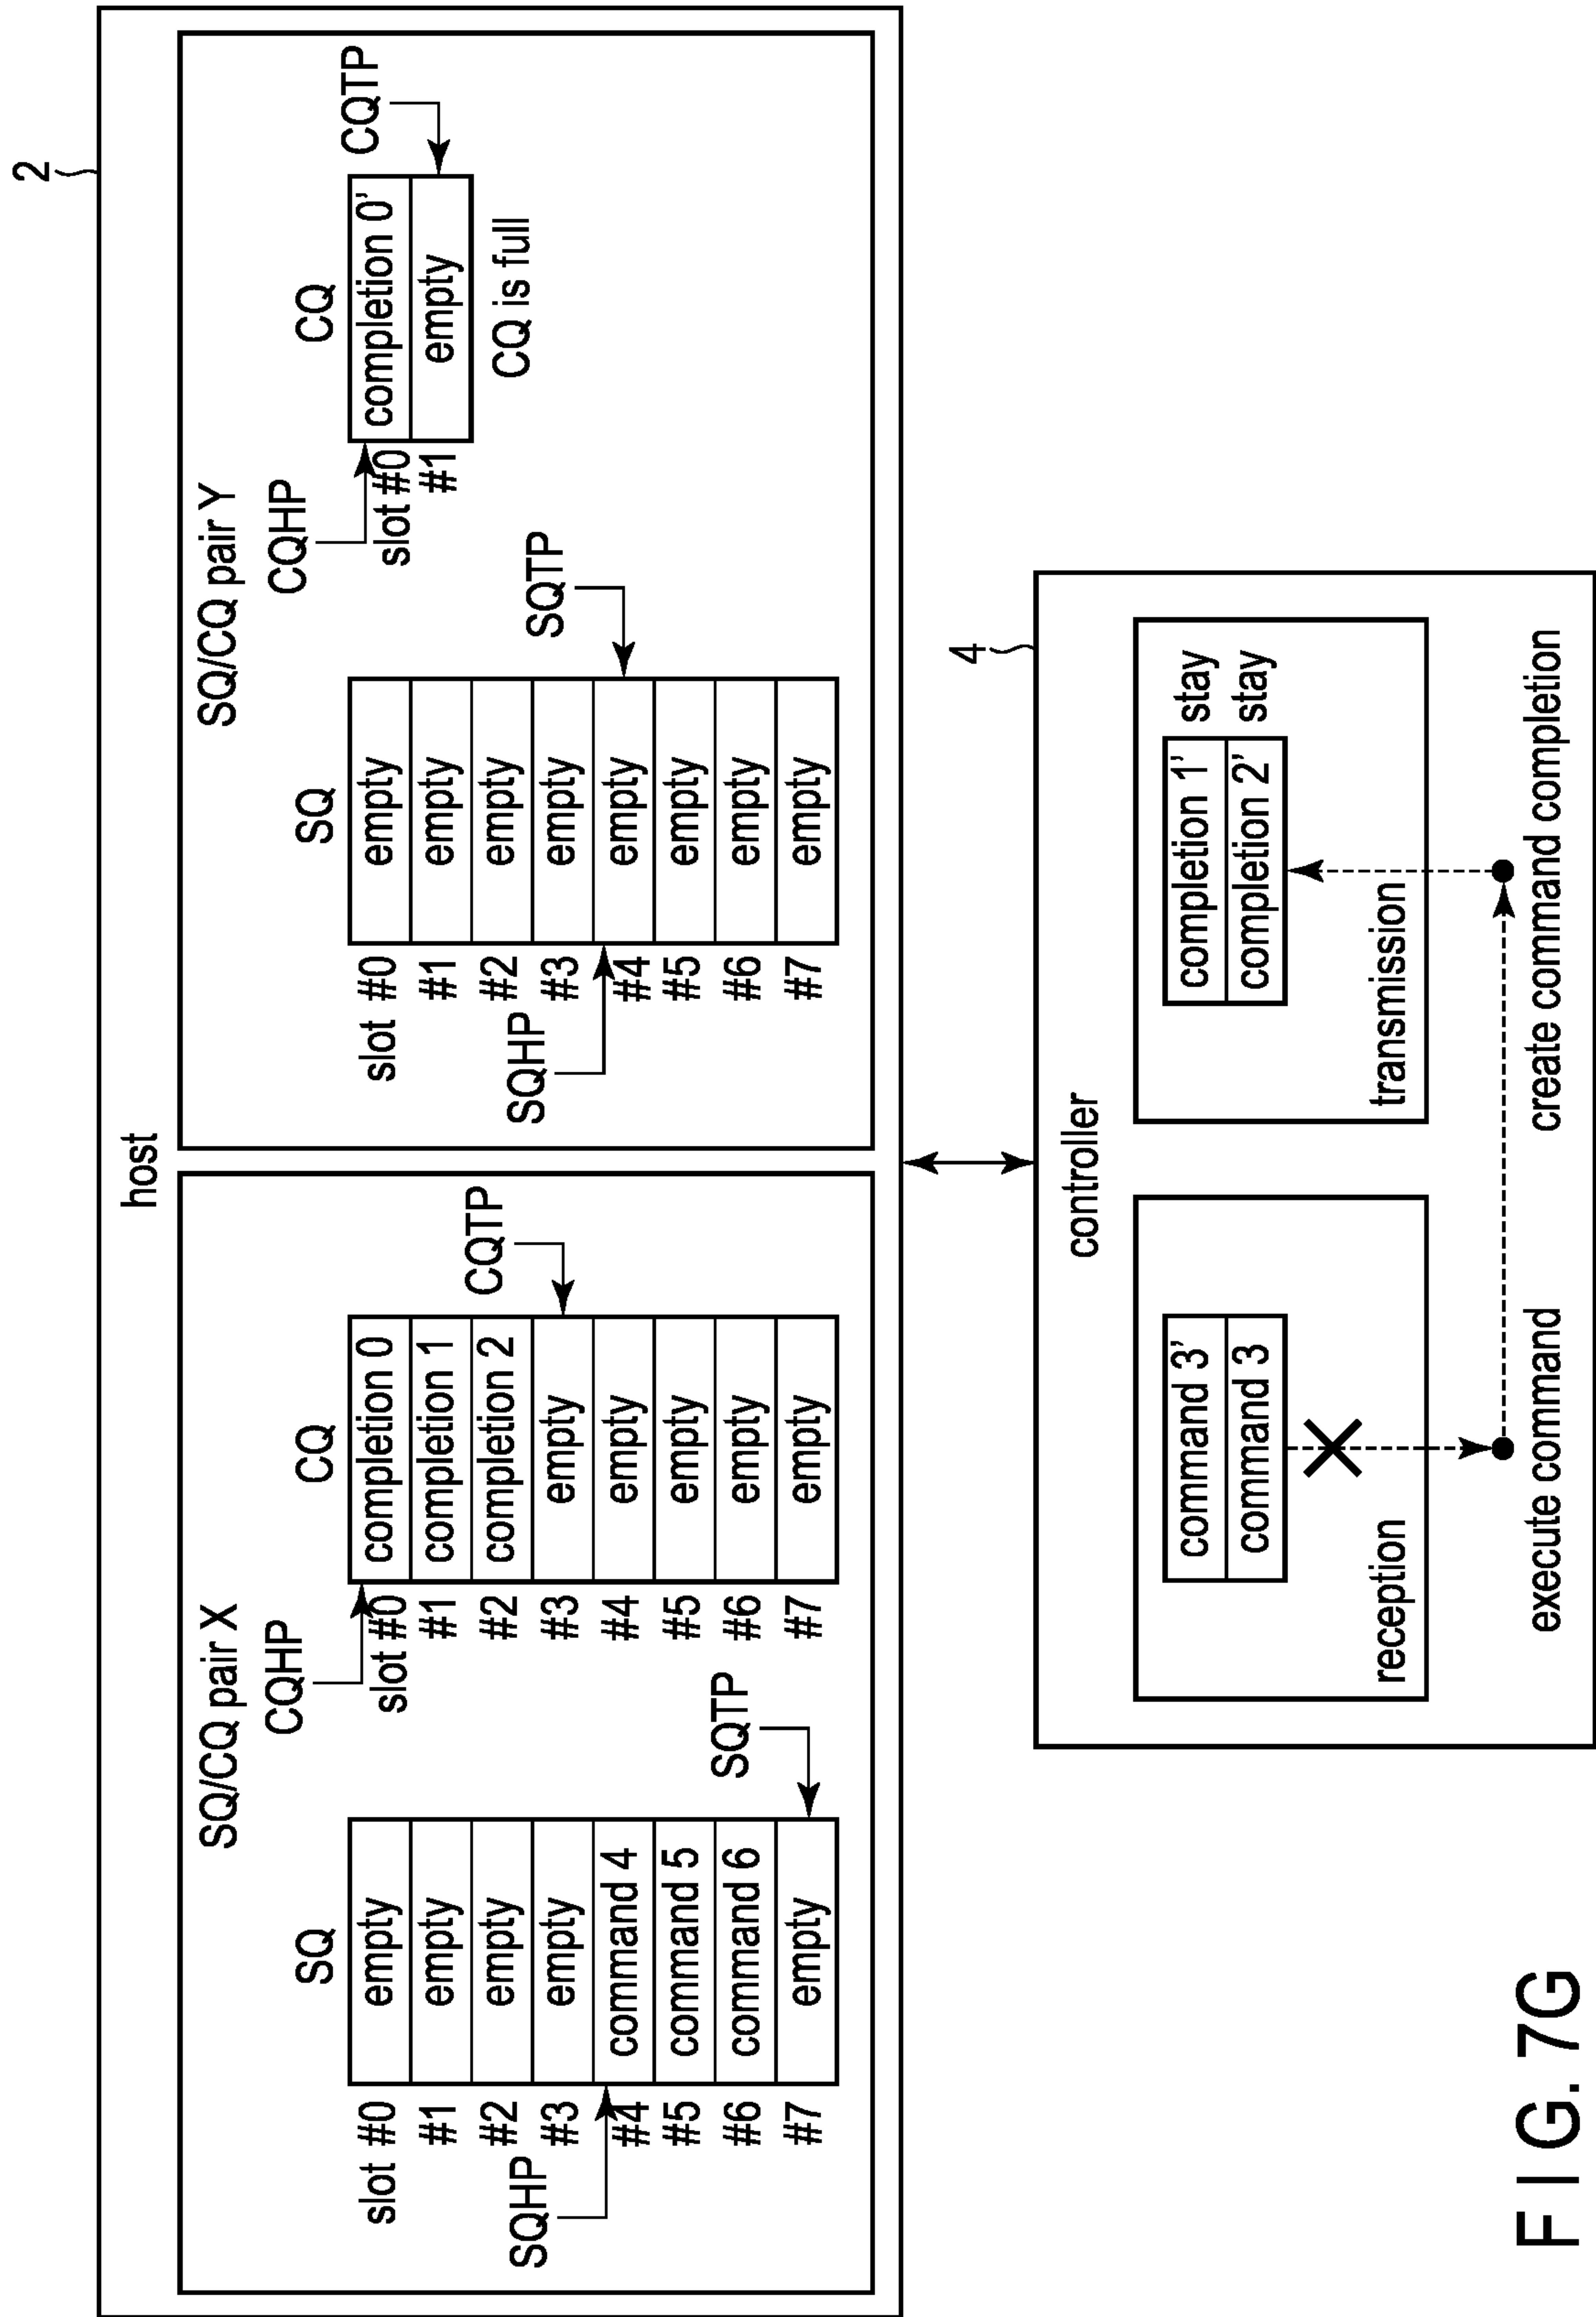 2
host
SQ/CQ pair X
SQ
slot #0 empty
#1 empty
#2 empty
#3 empty
SQHP
#4 command 4
#5 command 5
#6 command 6
#7 empty
SQTP
CQ
CQHP
slot #0 completion 0
#1 completion 1
#2 completion 2
#3 empty
#4 empty
#5 empty
#6 empty
#7 empty
CQTP
SQ/CQ pair Y
SQ
slot #0 empty
#1 empty
#2 empty
#3 empty
SQHP
#4 empty
#5 empty
#6 empty
#7 empty
SQTP
CQ
CQHP
slot #0 completion 0'
#1 empty
CQTP
CQ is full
4
controller
command 3'
command 3
reception
completion 1' stay
completion 2' stay
transmission
execute command
create command completion
FIG. 7G